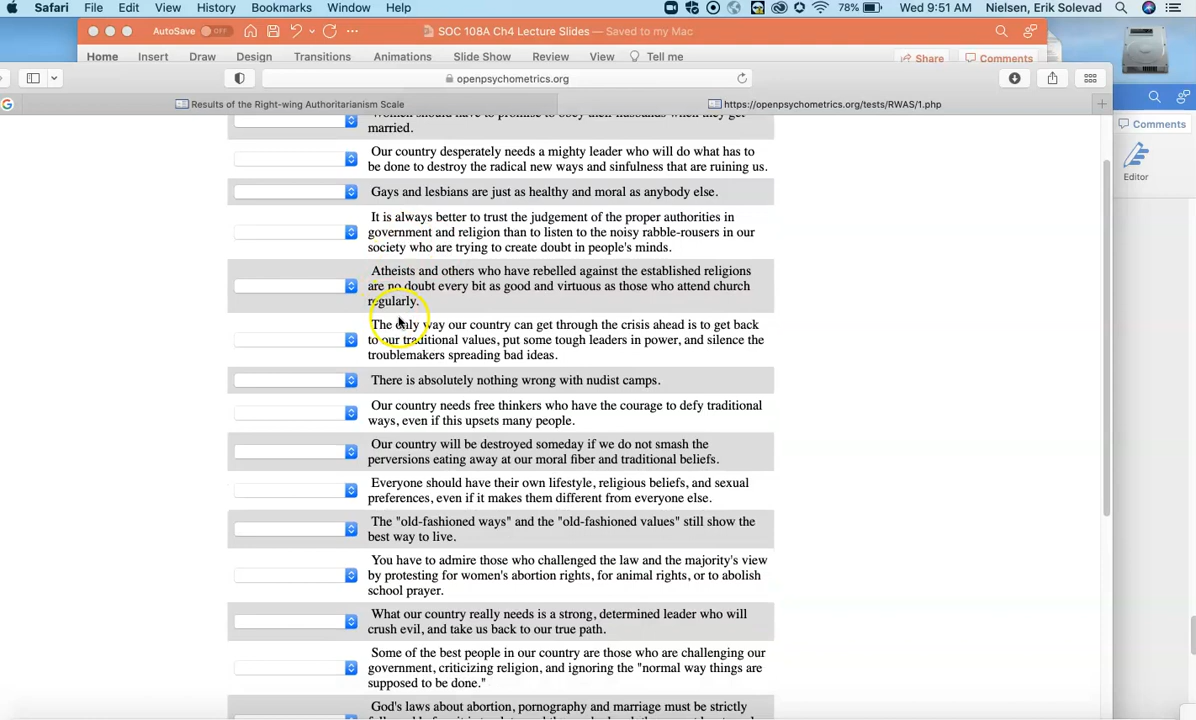 Safari File Edit View History Bookmarks Window Help 78% Wed 9:51 AM Nielsen, Erik Solevad
AutoSave OFF SOC 108A Ch4 Lecture Slides — Saved to my Mac
Home Insert Draw Design Transitions Animations Slide Show Review View Tell me Share Comments
openpsychometrics.org
Results of the Right-wing Authoritarianism Scale https://openpsychometrics.org/tests/RWAS/1.php
Comments
Editor
Women should have to promise to obey their husbands when they get
married.
Our country desperately needs a mighty leader who will do what has to
be done to destroy the radical new ways and sinfulness that are ruining us.
Gays and lesbians are just as healthy and moral as anybody else.
It is always better to trust the judgement of the proper authorities in
government and religion than to listen to the noisy rabble-rousers in our
society who are trying to create doubt in people's minds.
Atheists and others who have rebelled against the established religions
are no doubt every bit as good and virtuous as those who attend church
regularly.
The only way our country can get through the crisis ahead is to get back
to our traditional values, put some tough leaders in power, and silence the
troublemakers spreading bad ideas.
There is absolutely nothing wrong with nudist camps.
Our country needs free thinkers who have the courage to defy traditional
ways, even if this upsets many people.
Our country will be destroyed someday if we do not smash the
perversions eating away at our moral fiber and traditional beliefs.
Everyone should have their own lifestyle, religious beliefs, and sexual
preferences, even if it makes them different from everyone else.
The "old-fashioned ways" and the "old-fashioned values" still show the
best way to live.
You have to admire those who challenged the law and the majority's view
by protesting for women's abortion rights, for animal rights, or to abolish
school prayer.
What our country really needs is a strong, determined leader who will
crush evil, and take us back to our true path.
Some of the best people in our country are those who are challenging our
government, criticizing religion, and ignoring the "normal way things are
supposed to be done."
God's laws about abortion, pornography and marriage must be strictly